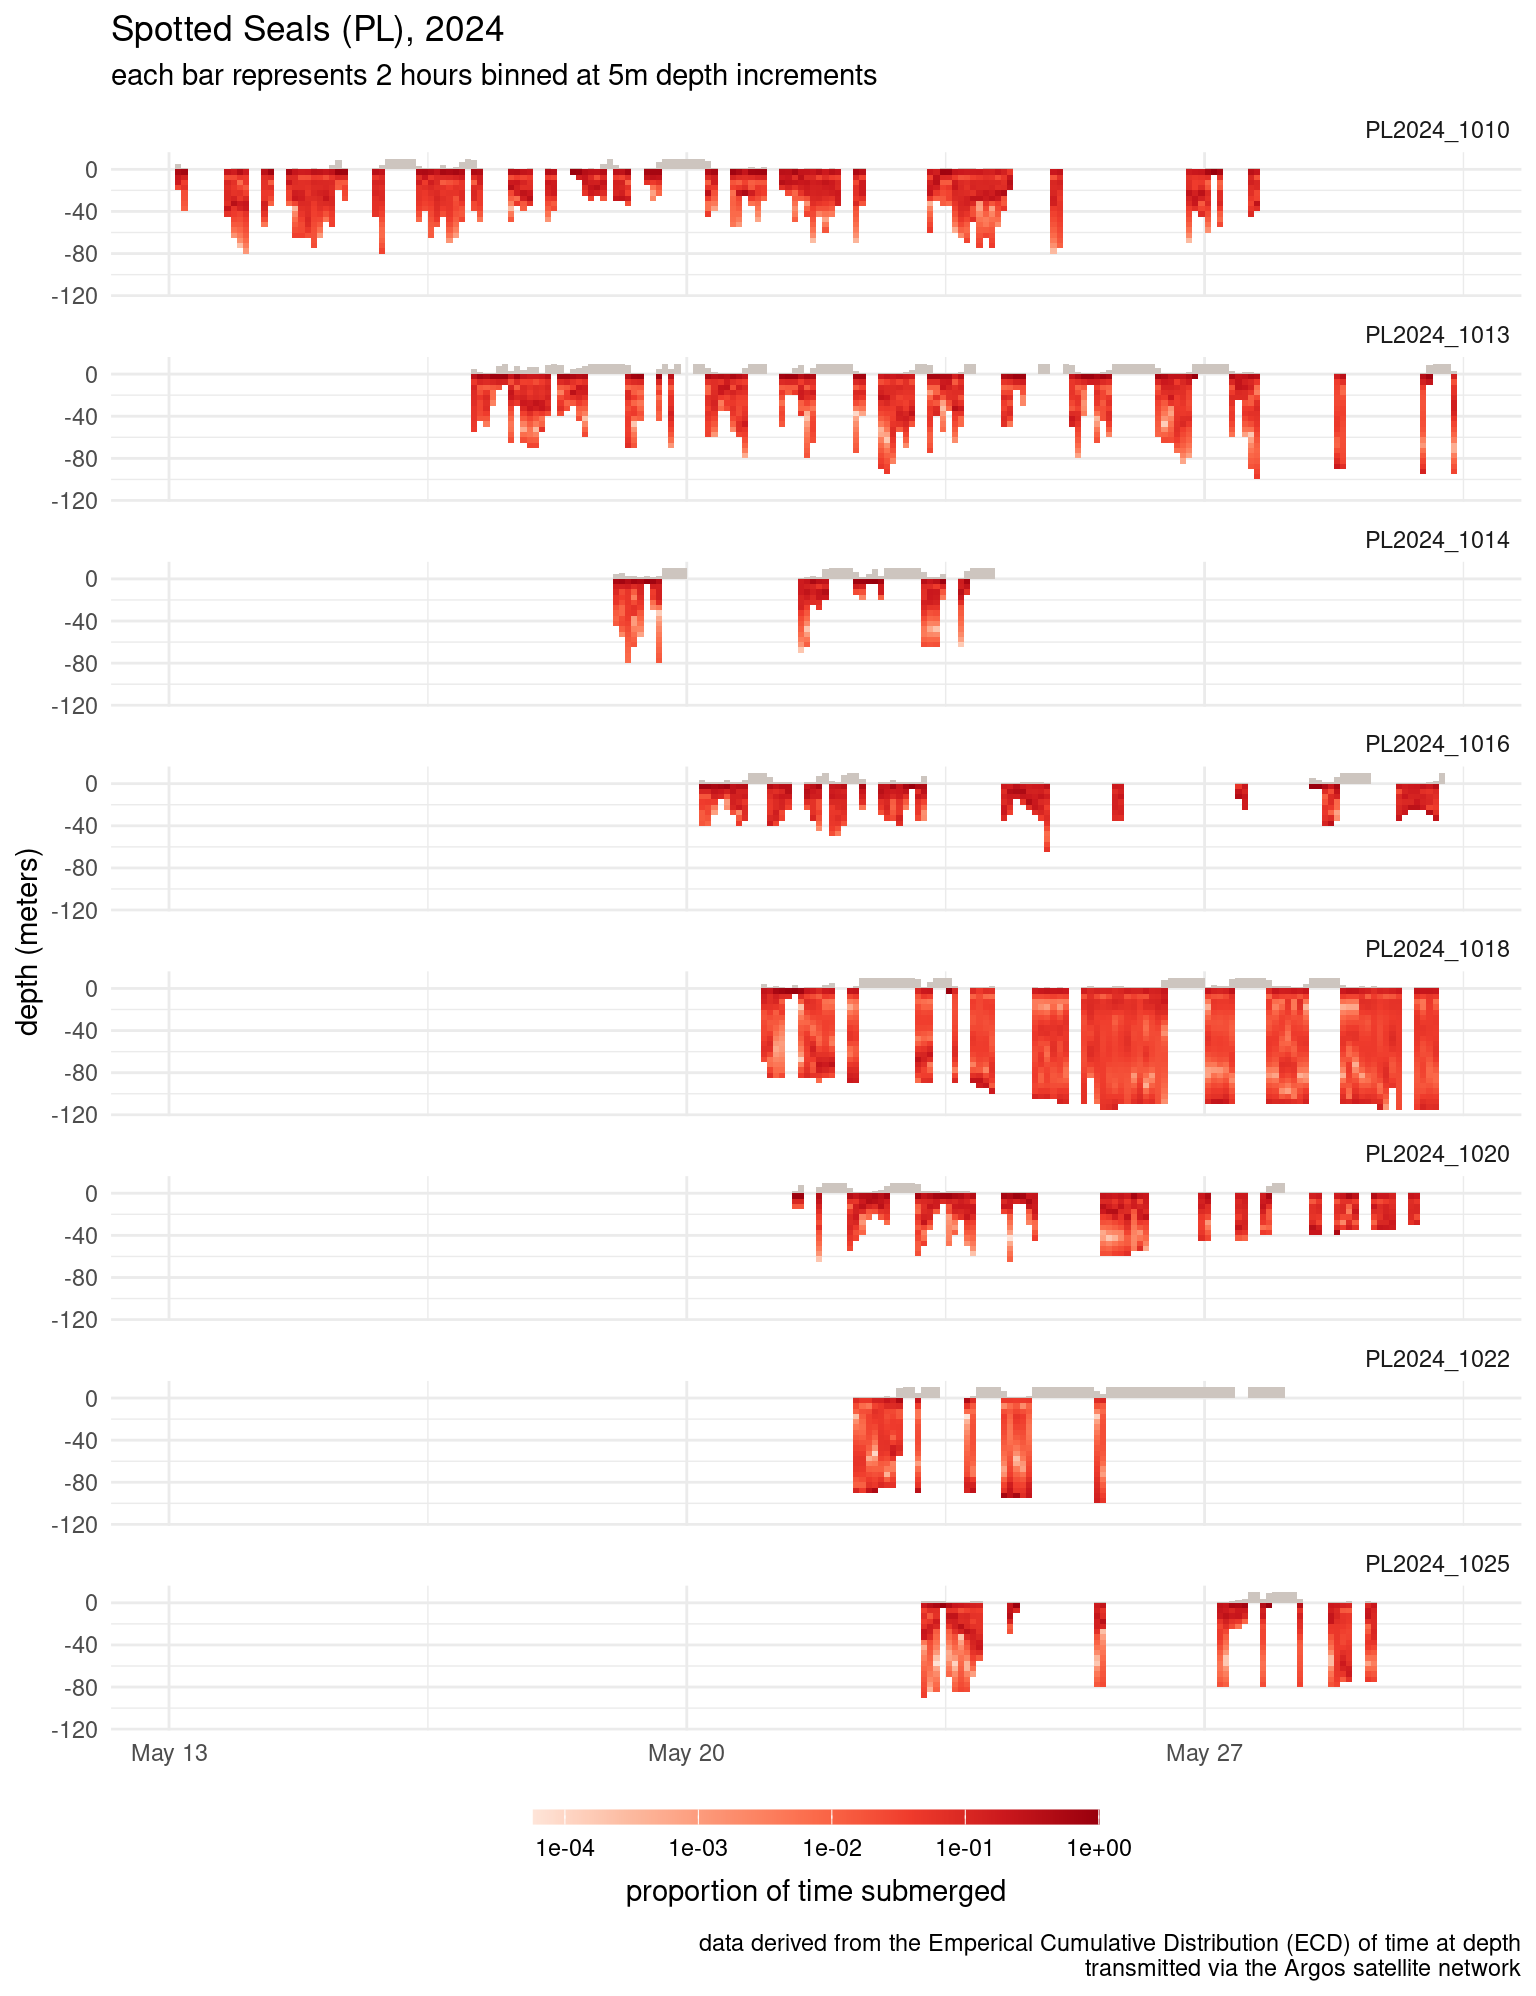 Spotted Seals (PL), 2024
each bar represents 2 hours binned at 5m depth increments
PL2024_1010
0
-40
-80
-120
PL2024_1013
0
-40
-80
-120
PL2024_1014
0
-40
-80
-120
PL2024_1016
0
-40
-80
-120
depth (meters)
PL2024_1018
0
-40
-80
-120
PL2024_1020
0
-40
-80
-120
PL2024_1022
0
-40
-80
-120
PL2024_1025
0
-40
-80
-120
May 13 May 20 May 27
1e-04 1e-03 1e-02 1e-01 1e+00
proportion of time submerged
data derived from the Emperical Cumulative Distribution (ECD) of time at depth
transmitted via the Argos satellite network